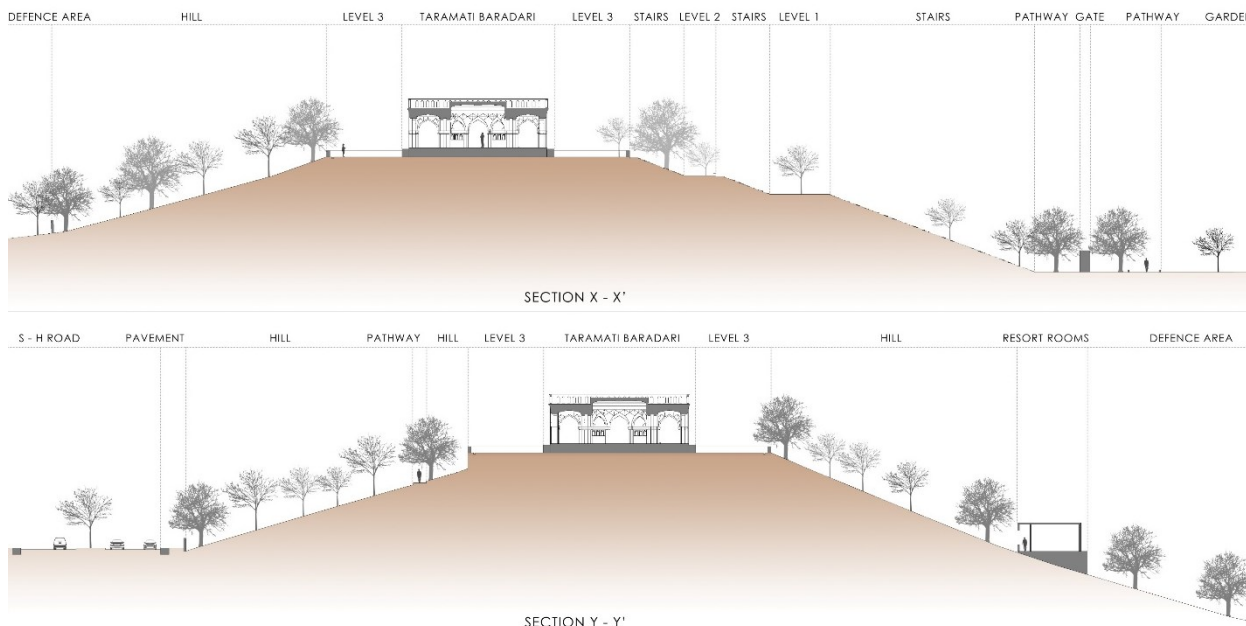 DEFENCE AREA HILL LEVEL 3 TARAMATI BARADARI LEVEL 3 STAIRS LEVEL 2 STAIRS LEVEL 1 STAIRS PATHWAY GATE PATHWAY GARDE
SECTION X - X'
S - H ROAD PAVEMENT HILL PATHWAY HILL LEVEL 3 TARAMATI BARADARI LEVEL 3 HILL RESORT ROOMS DEFENCE AREA
SECTION Y - Y'